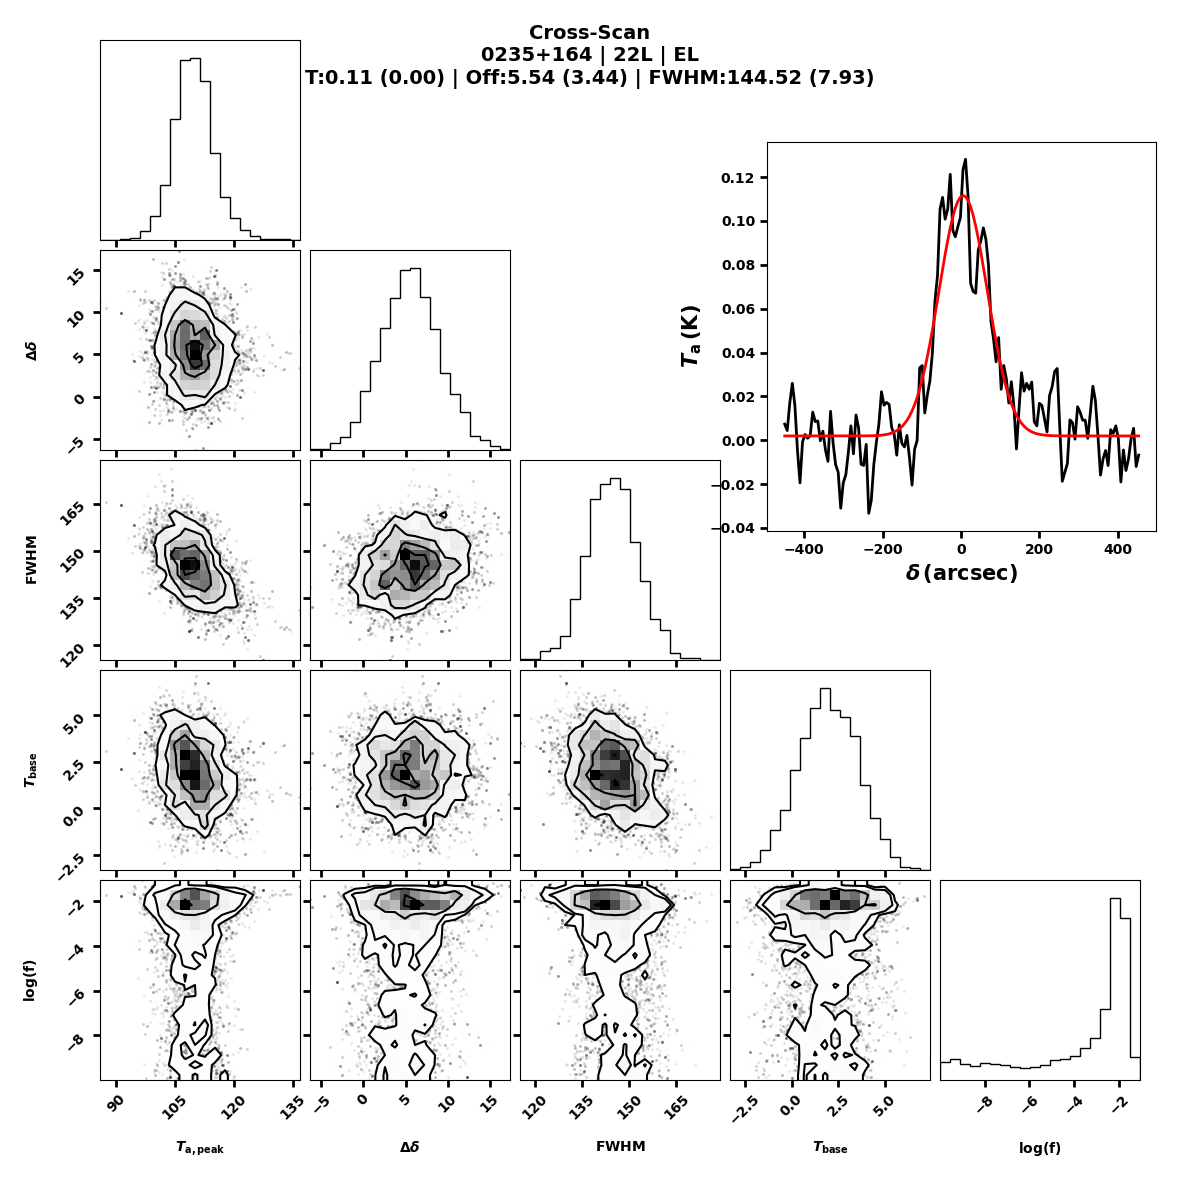 Cross-Scan
0235+164 | 22L | EL
T:0.11 (0.00) | Off:5.54 (3.44) | FWHM:144.52 (7.93)
0.12
0.10
0.08
0.06
0.04
0.02
0.00
−0.02
−0.04
Ta (K)
−400 −200 0 200 400
δ (arcsec)
15
10
5
0
−5
Δδ
165
150
135
120
FWHM
5.0
2.5
0.0
−2.5
Tbase
−2
−4
−6
−8
log(f)
90 105 120 135
−5 0 5 10 15
120 135 150 165
−2.5 0.0 2.5 5.0
−8 −6 −4 −2
Ta,peak
Δδ
FWHM
Tbase
log(f)